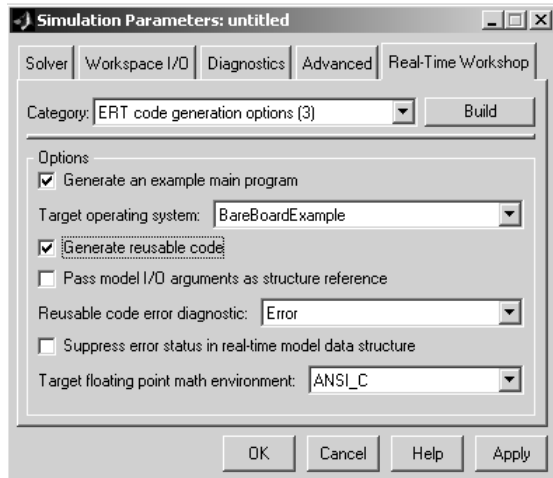 Simulation Parameters: untitled
Solver Workspace I/O Diagnostics Advanced Real-Time Workshop
Category: ERT code generation options (3) Build
Options
Generate an example main program
Target operating system: BareBoardExample
Generate reusable code
Pass model I/O arguments as structure reference
Reusable code error diagnostic: Error
Suppress error status in real-time model data structure
Target floating point math environment: ANSI_C
OK Cancel Help Apply